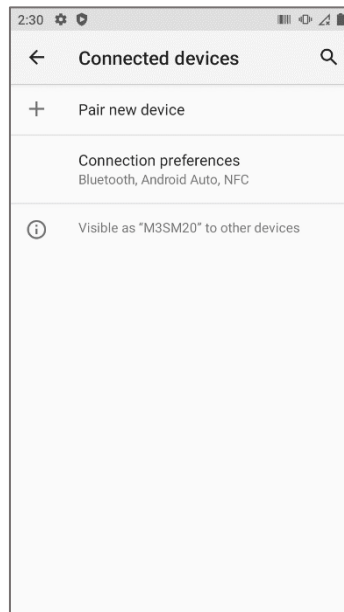 2:30
Connected devices
Pair new device
Connection preferences
Bluetooth, Android Auto, NFC
Visible as “M3SM20” to other devices